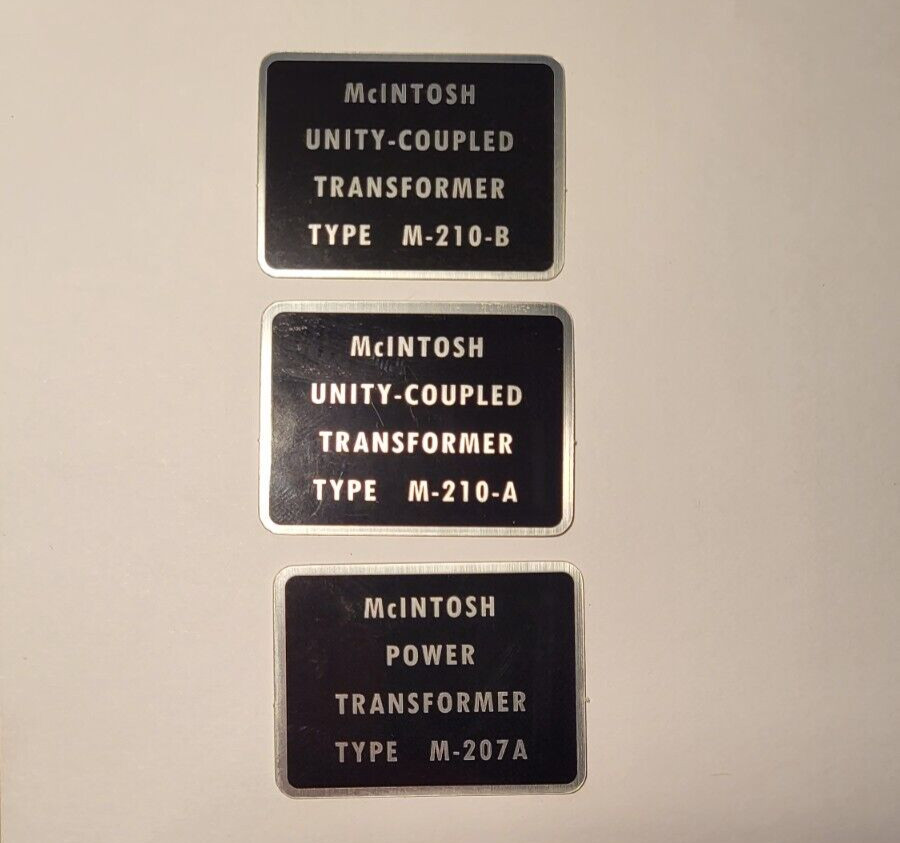 McINTOSH
UNITY-COUPLED
TRANSFORMER
TYPE M-210-B
McINTOSH
UNITY-COUPLED
TRANSFORMER
TYPE M-210-A
McINTOSH
POWER
TRANSFORMER
TYPE M-207A